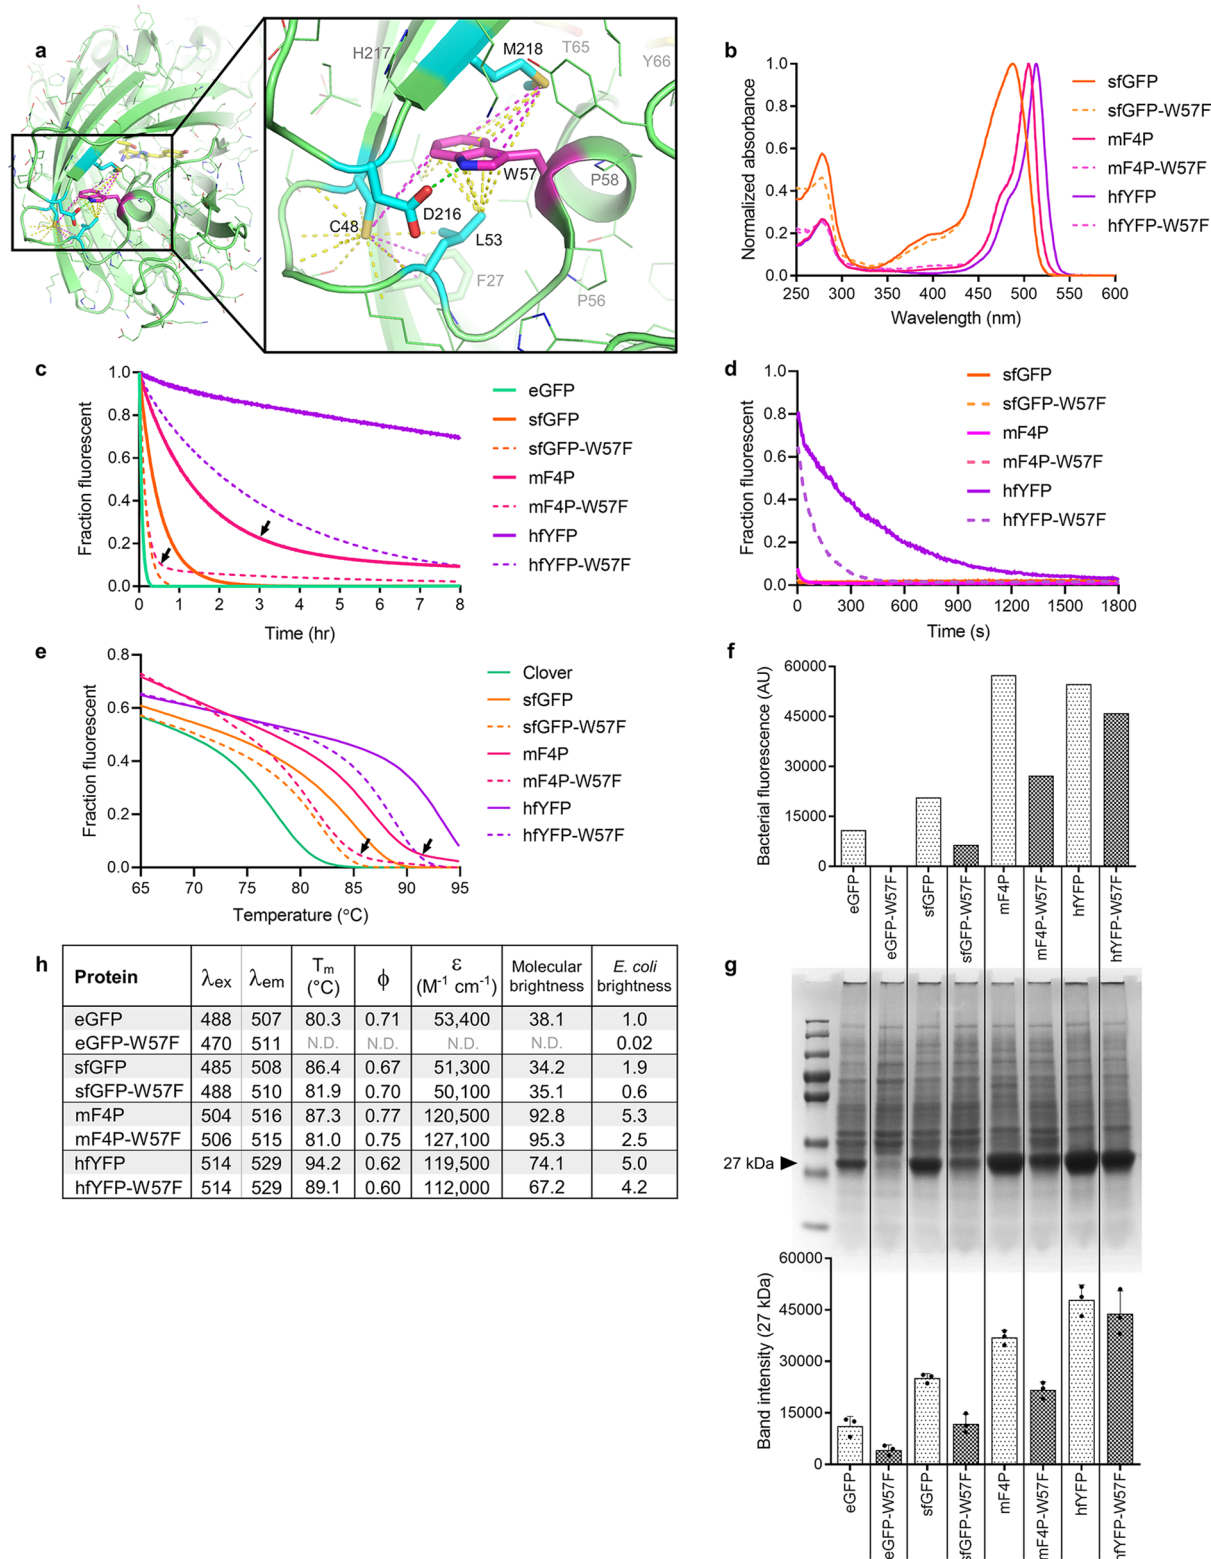 a
H217
M218
T65
Y66
W57
P58
D216
C48
L53
F27
P56
b
Normalized absorbance
1.0
0.8
0.6
0.4
0.2
0.0
250 300 350 400 450 500 550 600
Wavelength (nm)
sfGFP
sfGFP-W57F
mF4P
mF4P-W57F
hfYFP
hfYFP-W57F
c
Fraction fluorescent
1.0
0.8
0.6
0.4
0.2
0.0
0 1 2 3 4 5 6 7 8
Time (hr)
eGFP
sfGFP
sfGFP-W57F
mF4P
mF4P-W57F
hfYFP
hfYFP-W57F
d
Fraction fluorescent
1.0
0.8
0.6
0.4
0.2
0.0
0 300 600 900 1200 1500 1800
Time (s)
sfGFP
sfGFP-W57F
mF4P
mF4P-W57F
hfYFP
hfYFP-W57F
e
Fraction fluorescent
0.8
0.6
0.4
0.2
0.0
65 70 75 80 85 90 95
Temperature (°C)
Clover
sfGFP
sfGFP-W57F
mF4P
mF4P-W57F
hfYFP
hfYFP-W57F
f
Bacterial fluorescence (AU)
60000
45000
30000
15000
0
eGFP
eGFP-W57F
sfGFP
sfGFP-W57F
mF4P
mF4P-W57F
hfYFP
hfYFP-W57F
g
27 kDa
Band intensity (27 kDa)
60000
45000
30000
15000
0
eGFP
eGFP-W57F
sfGFP
sfGFP-W57F
mF4P
mF4P-W57F
hfYFP
hfYFP-W57F
h
Protein λex λem Tm (°C) ϕ ε (M⁻¹ cm⁻¹) Molecular brightness E. coli brightness
eGFP 488 507 80.3 0.71 53,400 38.1 1.0
eGFP-W57F 470 511 N.D. N.D. N.D. N.D. 0.02
sfGFP 485 508 86.4 0.67 51,300 34.2 1.9
sfGFP-W57F 488 510 81.9 0.70 50,100 35.1 0.6
mF4P 504 516 87.3 0.77 120,500 92.8 5.3
mF4P-W57F 506 515 81.0 0.75 127,100 95.3 2.5
hfYFP 514 529 94.2 0.62 119,500 74.1 5.0
hfYFP-W57F 514 529 89.1 0.60 112,000 67.2 4.2